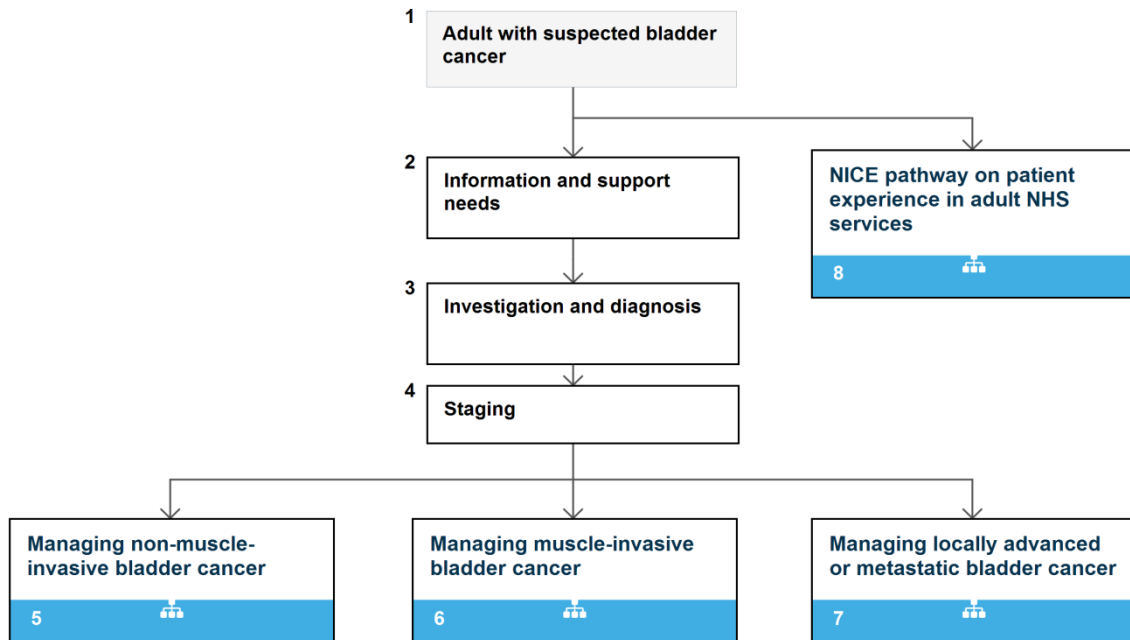 1
Adult with suspected bladder
cancer
2
Information and support
needs
NICE pathway on patient
experience in adult NHS
services
8
3
Investigation and diagnosis
4
Staging
Managing non-muscle-
invasive bladder cancer
5
Managing muscle-invasive
bladder cancer
6
Managing locally advanced
or metastatic bladder cancer
7